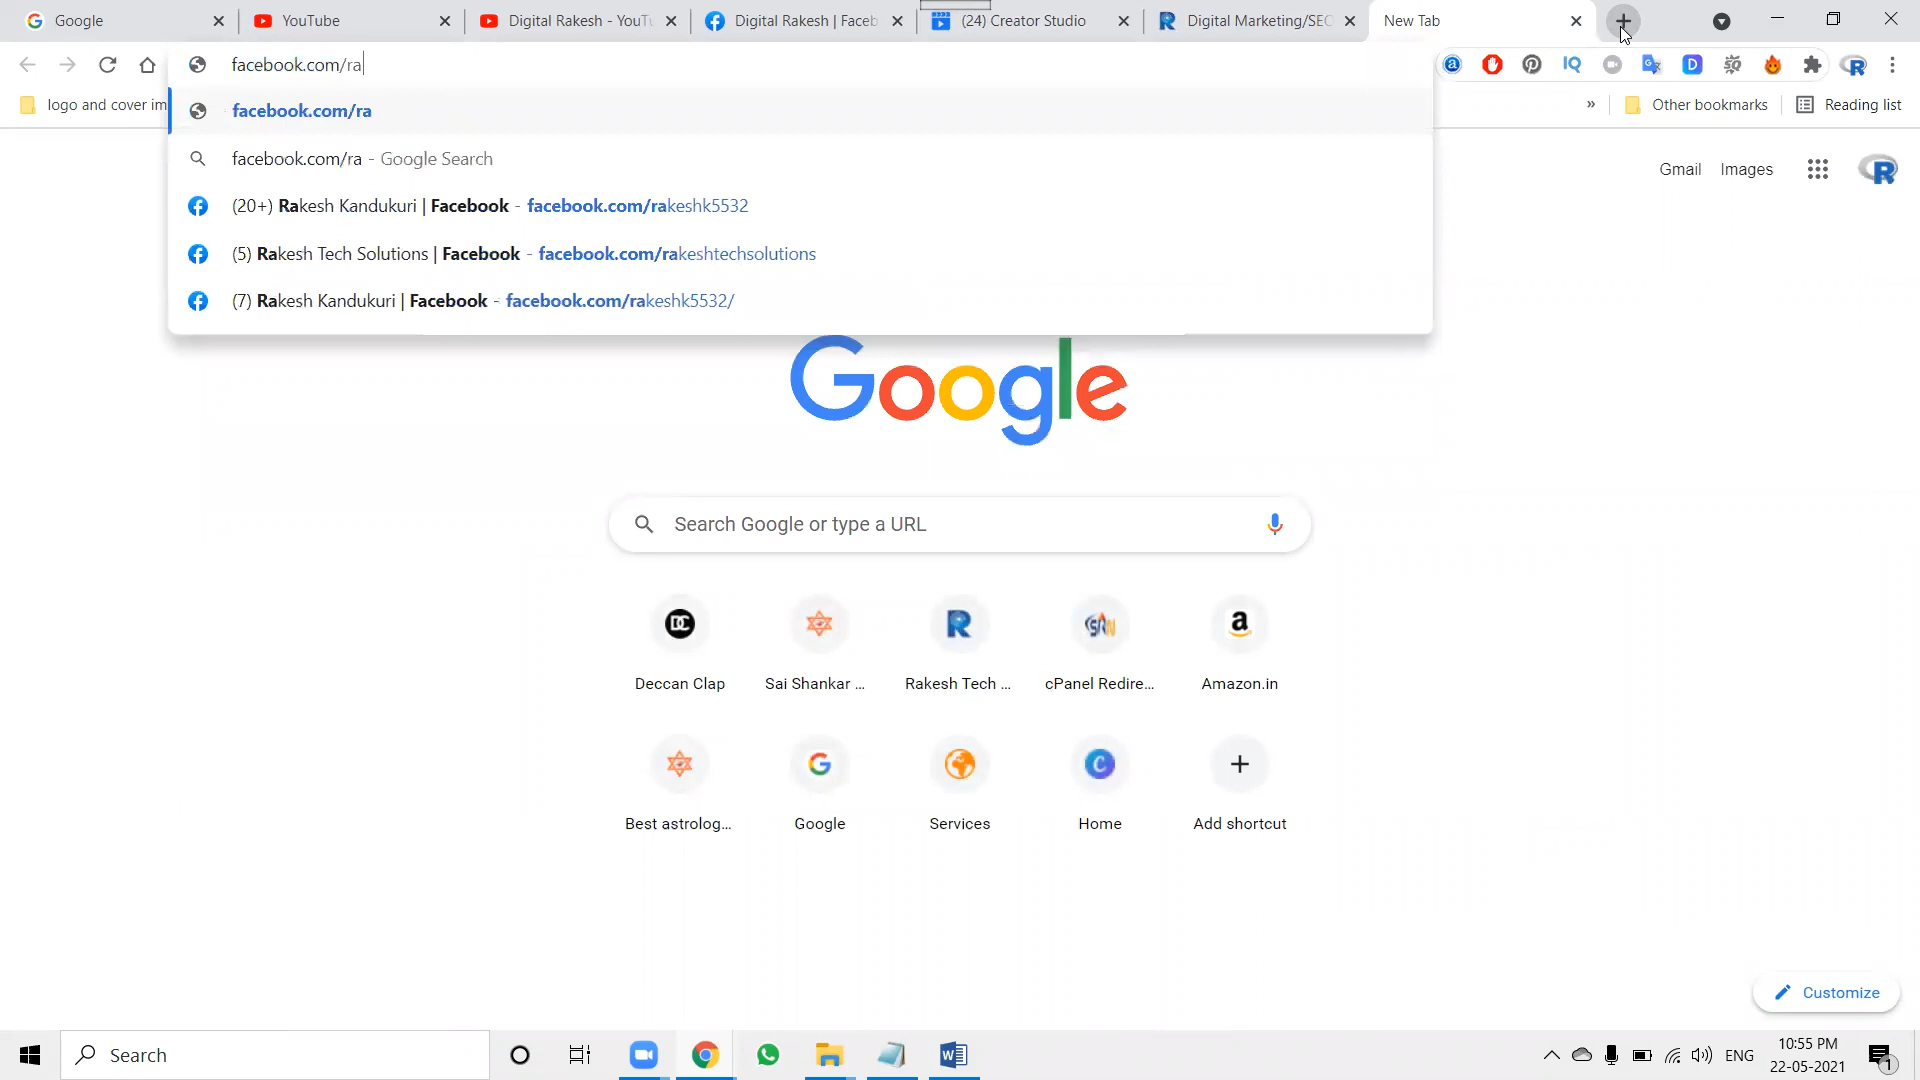 Google
YouTube
Digital Rakesh - YouTu
Digital Rakesh | Faceb
(24) Creator Studio
Digital Marketing/SEO
New Tab
facebook.com/ra
logo and cover im
»
Other bookmarks
Reading list
facebook.com/ra
facebook.com/ra - Google Search
(20+) Rakesh Kandukuri | Facebook - facebook.com/rakeshk5532
(5) Rakesh Tech Solutions | Facebook - facebook.com/rakeshtechsolutions
(7) Rakesh Kandukuri | Facebook - facebook.com/rakeshk5532/
Gmail
Images
Google
Search Google or type a URL
Deccan Clap
Sai Shankar ...
Rakesh Tech ...
cPanel Redire...
Amazon.in
Best astrolog...
Google
Services
Home
Add shortcut
Customize
Search
ENG
10:55 PM
22-05-2021
1